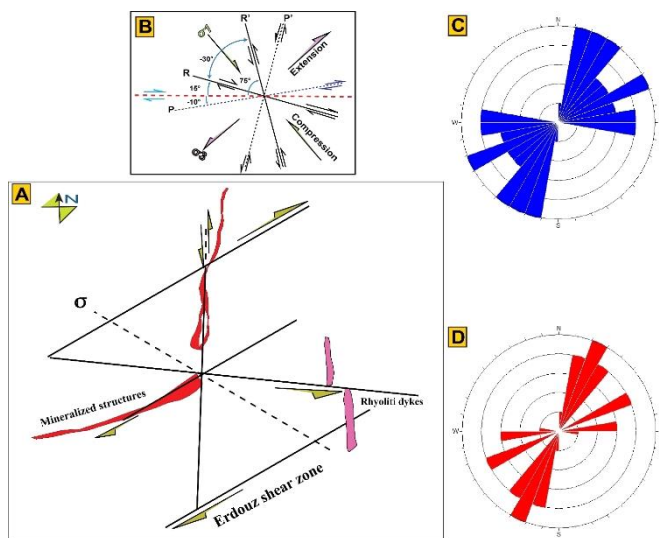 B
R'
P'
σ1
-30°
Extension
R
75°
15°
-10°
P
Compression
σ3
C
N
W
S
A
N
σ
Mineralized structures
Rhyoliti dykes
Erdouz shear zone
D
N
W
S